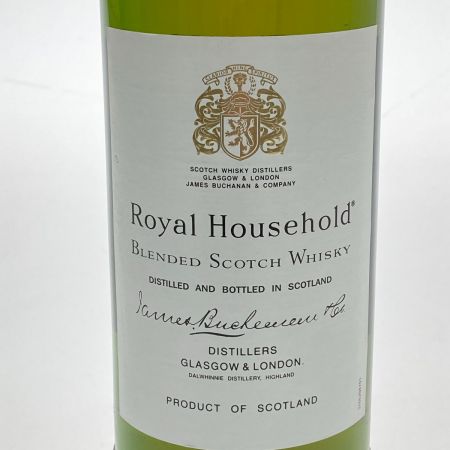 SCOTCH WHISKY DISTILLERS
GLASGOW & LONDON
JAMES BUCHANAN & COMPANY
Royal Household®
BLENDED SCOTCH WHISKY
DISTILLED AND BOTTLED IN SCOTLAND
James Buchanan & Co.
DISTILLERS
GLASGOW & LONDON.
DALWHINNIE DISTILLERY, HIGHLAND
PRODUCT OF SCOTLAND